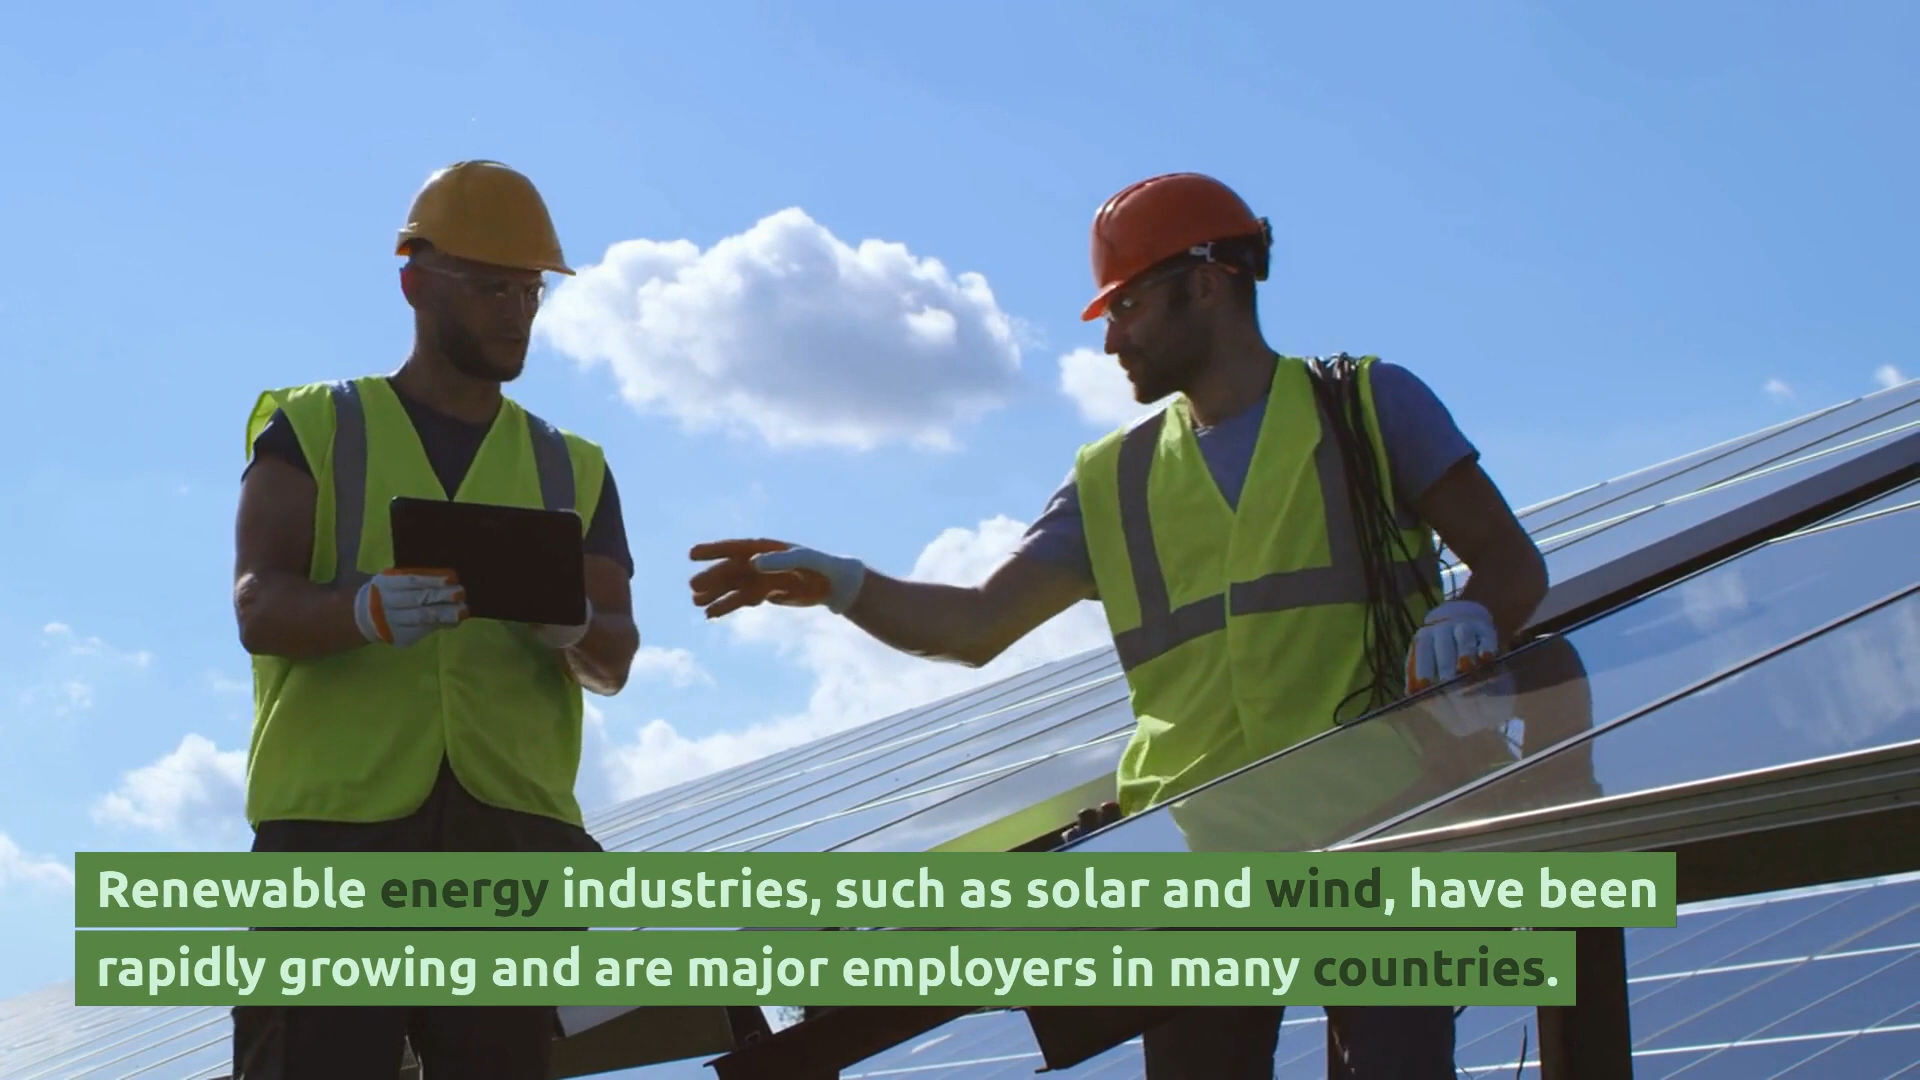 Renewable energy industries, such as solar and wind, have been
rapidly growing and are major employers in many countries.